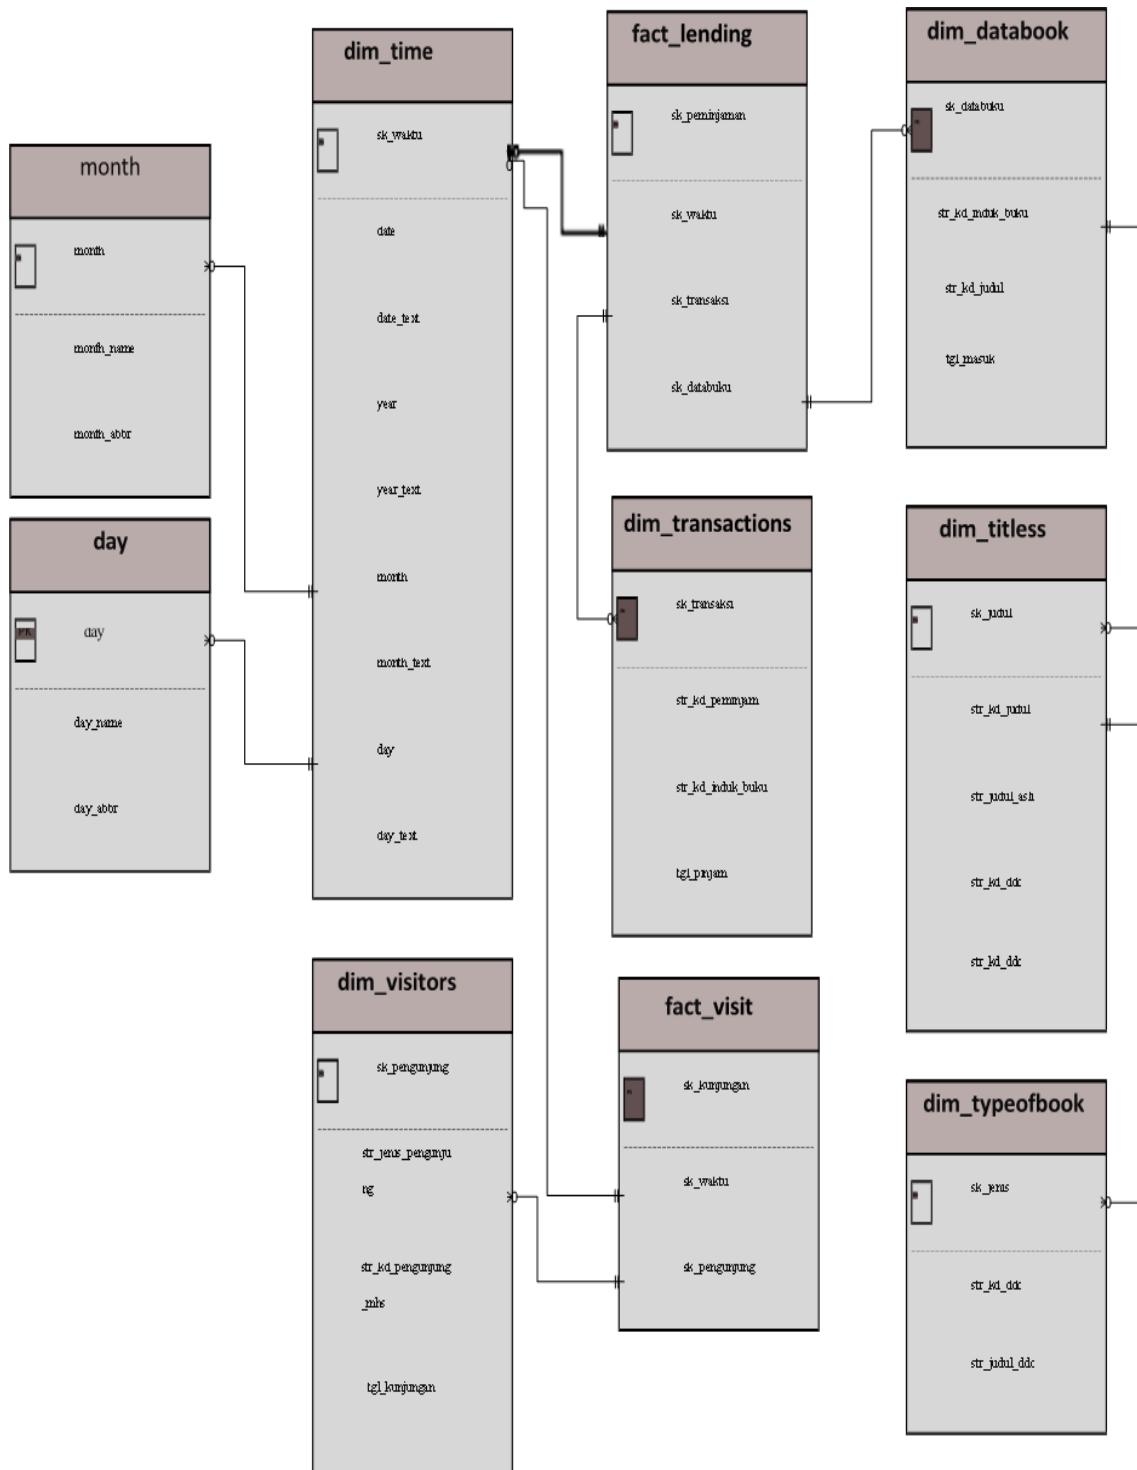 month
month
month_name
month_abbr
day
day
day_name
day_abbr
dim_time
sk_waktu
date
date_text
year
year_text
month
month_text
day
day_text
dim_visitors
sk_pengunjung
str_jenis_pengunju
ng
str_kd_pengunjung
_mhs
tgl_kunjungan
fact_lending
sk_peminjaman
sk_waktu
sk_transaksi
sk_databuku
dim_transactions
sk_transaksi
str_kd_peminjam
str_kd_induk_buku
tgl_pinjam
fact_visit
sk_kunjungan
sk_waktu
sk_pengunjung
dim_databook
sk_databuku
str_kd_induk_buku
str_kd_judul
tgl_masuk
dim_titless
sk_judul
str_kd_judul
str_judul_asli
str_kd_ddc
str_kd_ddc
dim_typeofbook
sk_jenis
str_kd_ddc
str_judul_ddc